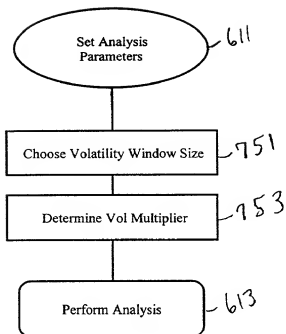 Set Analysis
Parameters
611
Choose Volatility Window Size
751
Determine Vol Multiplier
753
Perform Analysis
613